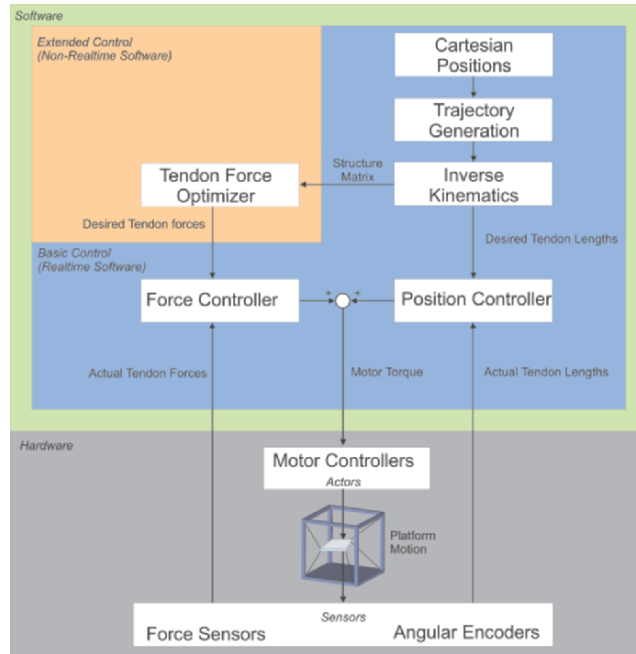 Software
Extended Control
(Non-Realtime Software)
Cartesian
Positions
Trajectory
Generation
Structure
Matrix
Tendon Force
Optimizer
Inverse
Kinematics
Desired Tendon forces
Desired Tendon Lengths
Basic Control
(Realtime Software)
Force Controller
+
+
Position Controller
Actual Tendon Forces
Motor Torque
Actual Tendon Lengths
Hardware
Motor Controllers
Actors
Platform
Motion
Sensors
Force Sensors
Angular Encoders